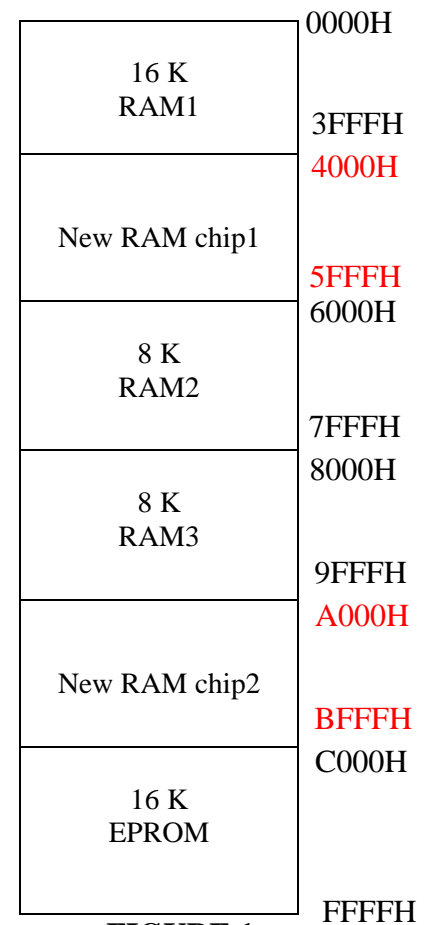 0000H
16 K
RAM1
3FFFH
4000H
New RAM chip1
5FFFH
6000H
8 K
RAM2
7FFFH
8000H
8 K
RAM3
9FFFH
A000H
New RAM chip2
BFFFH
C000H
16 K
EPROM
FFFFH